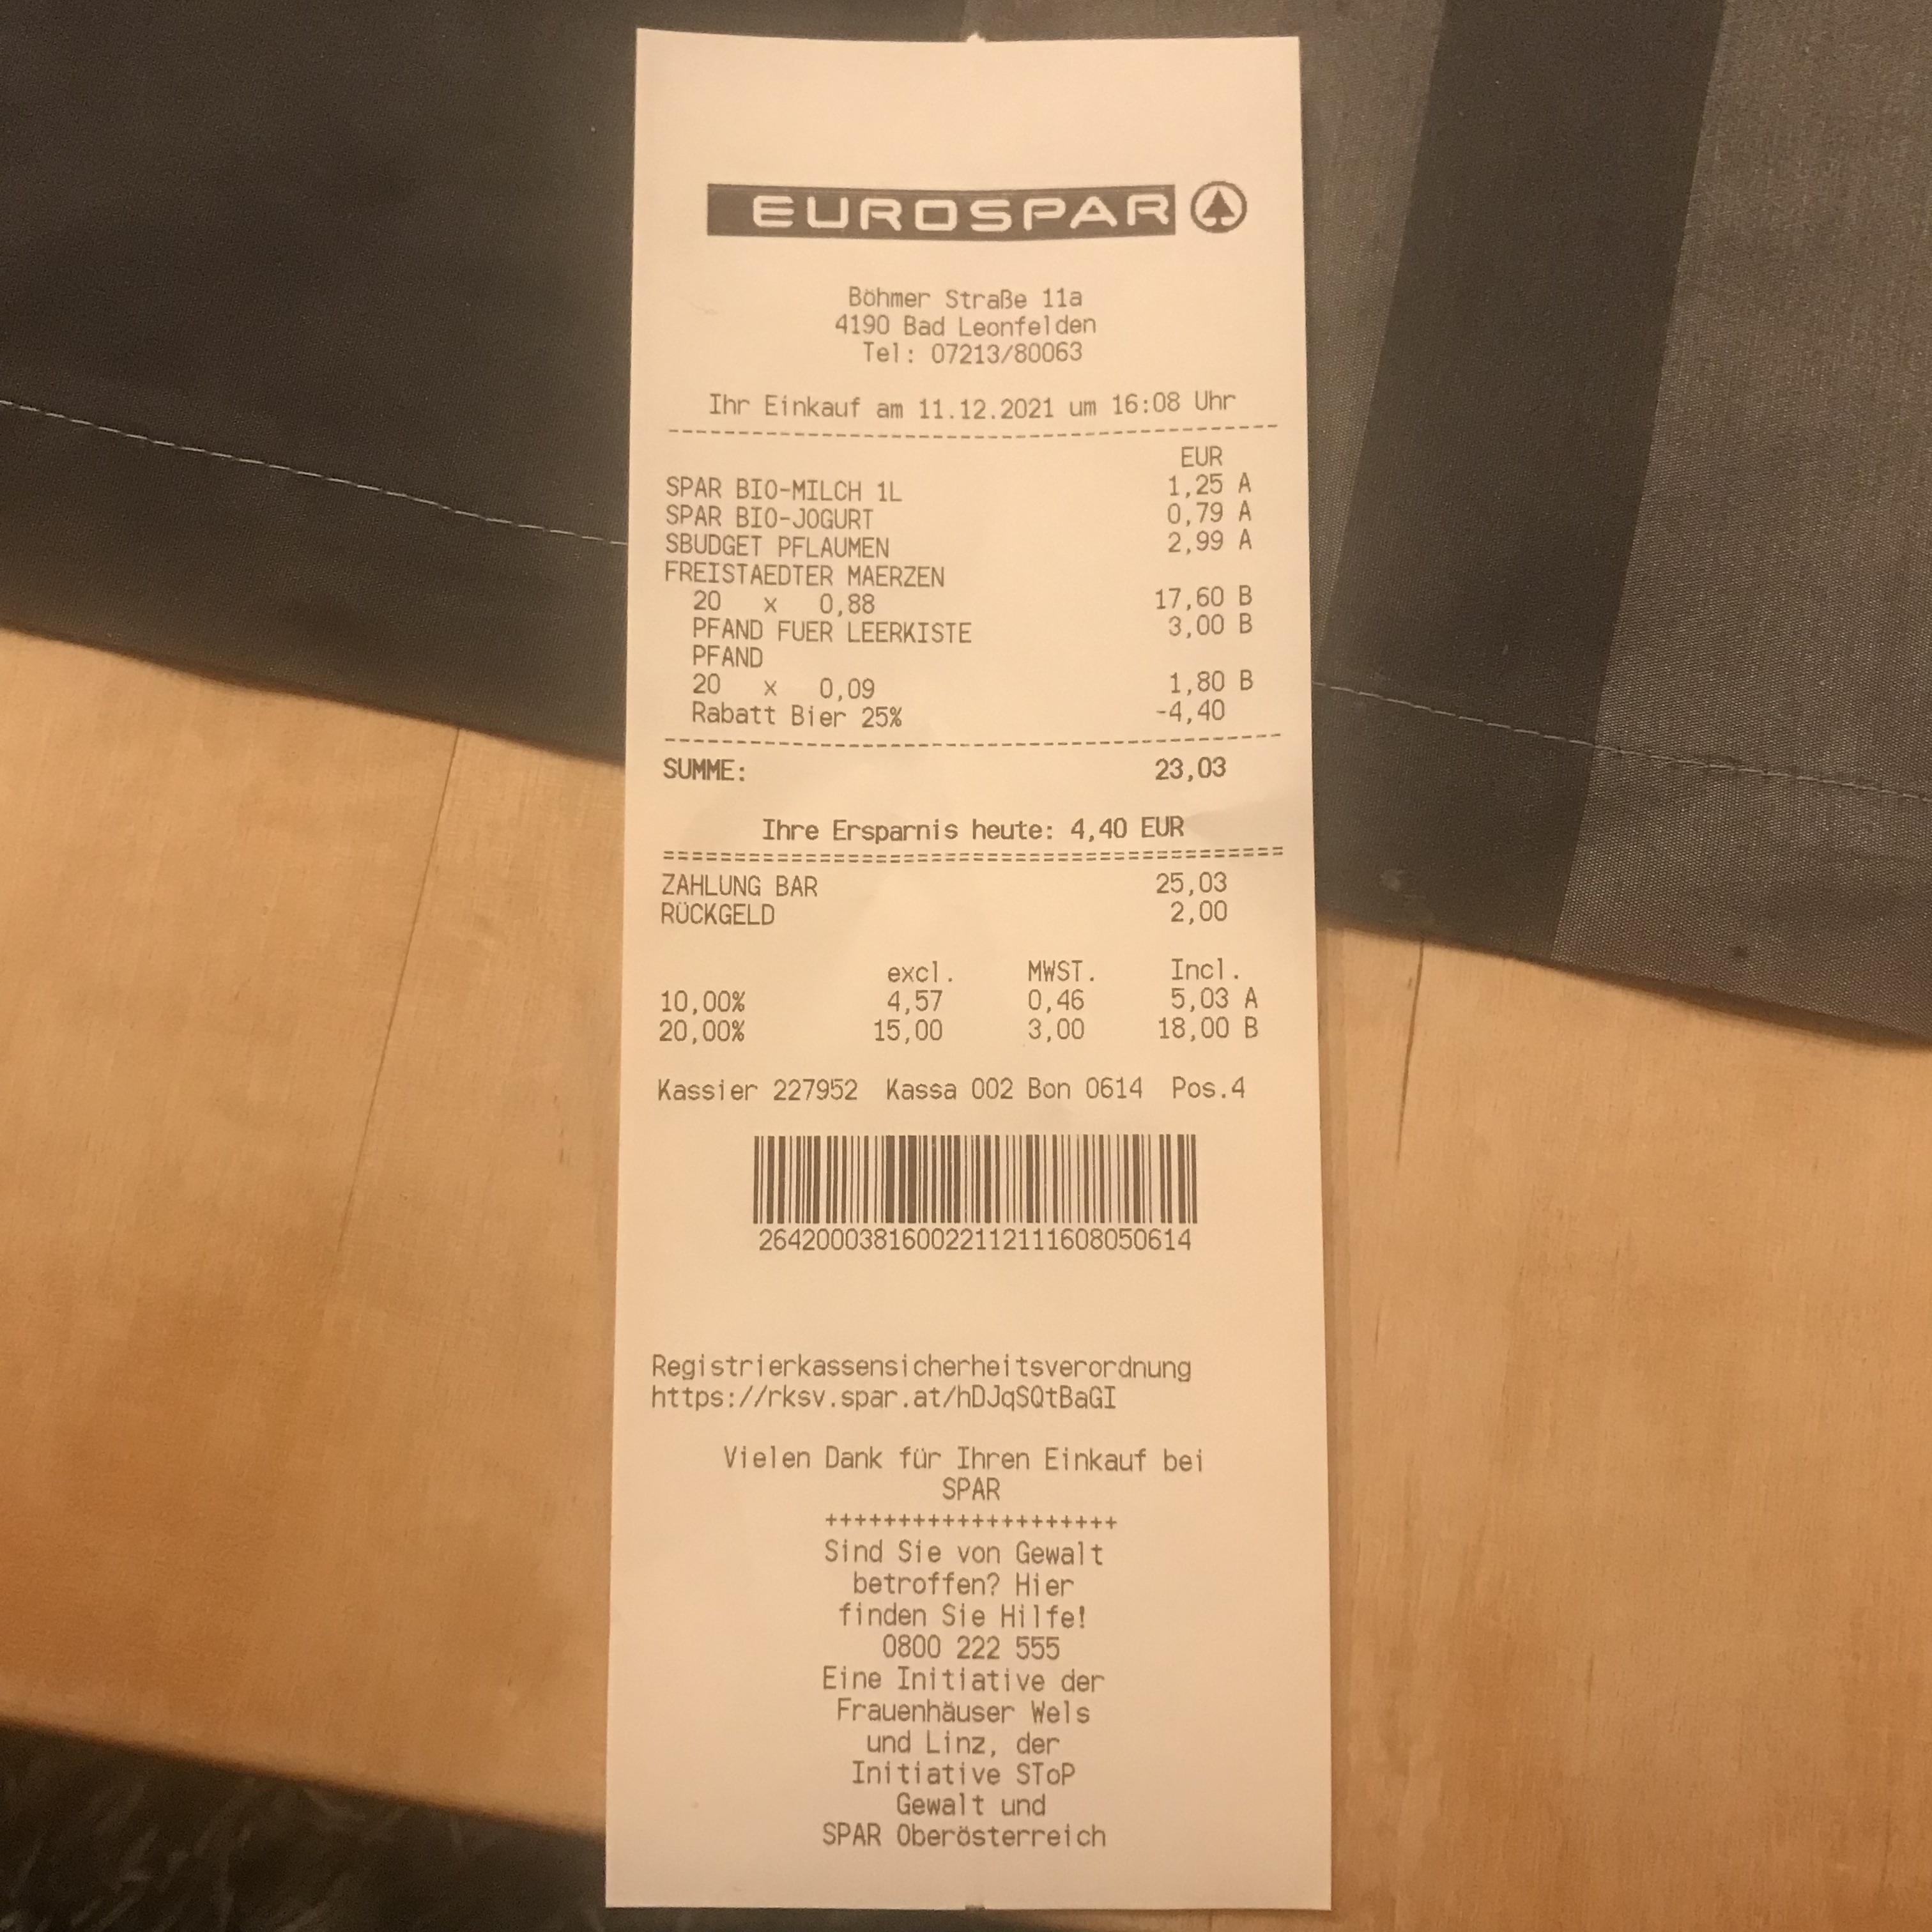 EUROSPAR
Böhmer Straße 11a
4190 Bad Leonfelden
Tel: 07213/80063
Ihr Einkauf am 11.12.2021 um 16:08 Uhr
------------------------------------------
EUR
SPAR BIO-MILCH 1L 1,25 A
SPAR BIO-JOGURT 0,79 A
SBUDGET PFLAUMEN 2,99 A
FREISTAEDTER MAERZEN
20 x 0,88 17,60 B
PFAND FUER LEERKISTE 3,00 B
PFAND
20 x 0,09 1,80 B
Rabatt Bier 25% -4,40
------------------------------------------
SUMME: 23,03
Ihre Ersparnis heute: 4,40 EUR
==========================================
ZAHLUNG BAR 25,03
RÜCKGELD 2,00
excl. MWST. Incl.
10,00% 4,57 0,46 5,03 A
20,00% 15,00 3,00 18,00 B
Kassier 227952 Kassa 002 Bon 0614 Pos.4
264200038160022112111608050614
Registrierkassensicherheitsverordnung
https://rksv.spar.at/hDJqSQtBaGI
Vielen Dank für Ihren Einkauf bei
SPAR
++++++++++++++++++++
Sind Sie von Gewalt
betroffen? Hier
finden Sie Hilfe!
0800 222 555
Eine Initiative der
Frauenhäuser Wels
und Linz, der
Initiative SToP
Gewalt und
SPAR Oberösterreich